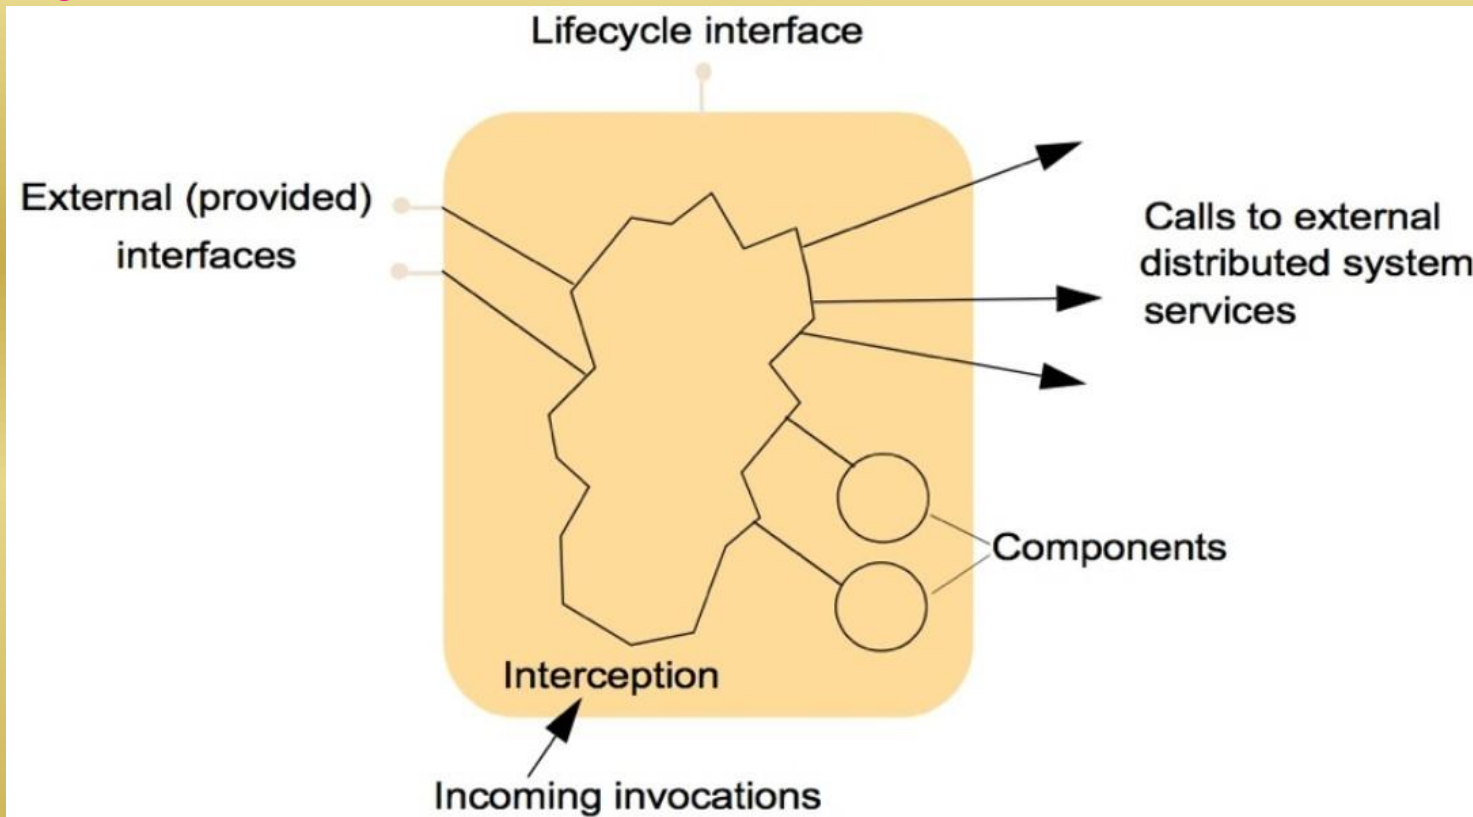 Lifecycle interface
External (provided)
interfaces
Calls to external
distributed system
services
Components
Interception
Incoming invocations